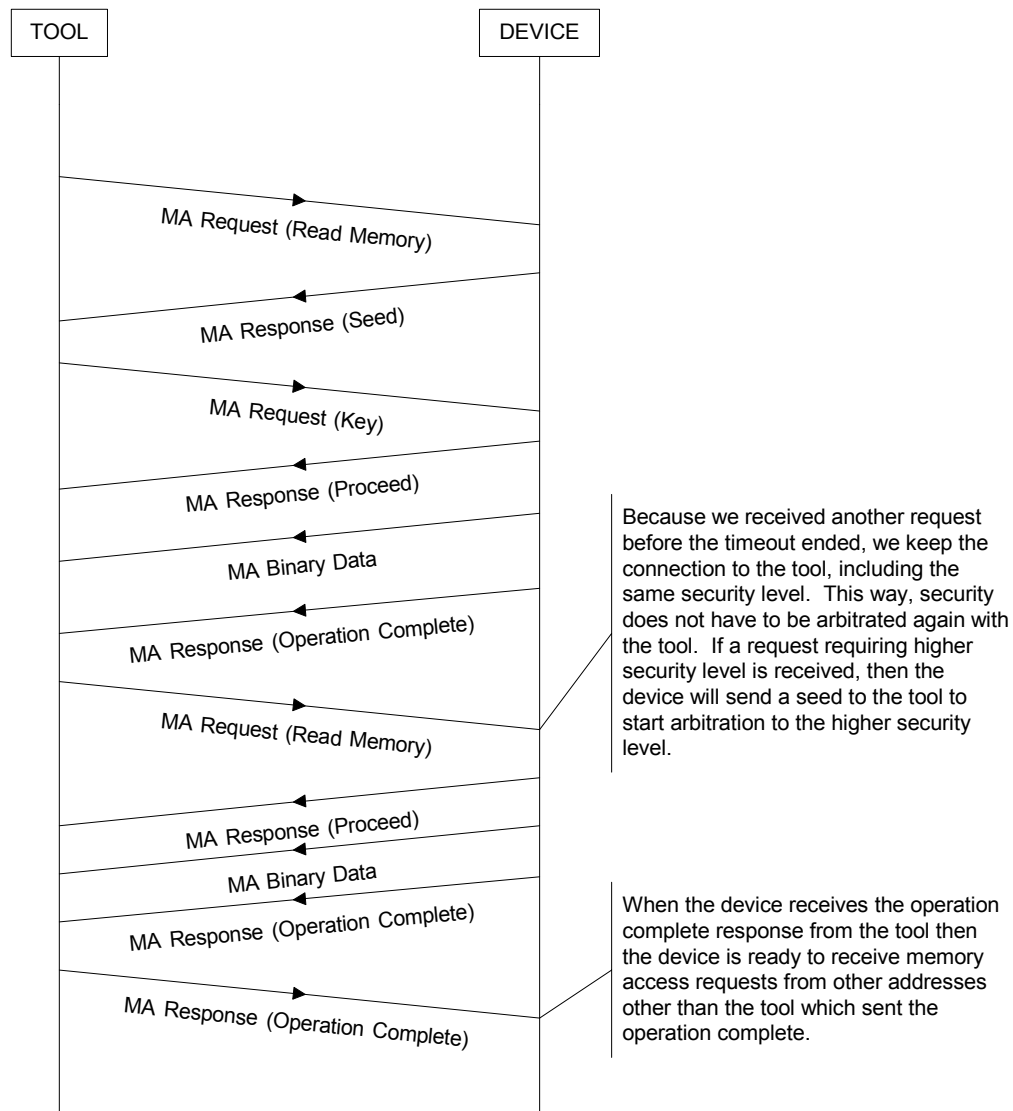 TOOL
DEVICE
MA Request (Read Memory)
MA Response (Seed)
MA Request (Key)
MA Response (Proceed)
MA Binary Data
MA Response (Operation Complete)
MA Request (Read Memory)
Because we received another request
before the timeout ended, we keep the
connection to the tool, including the
same security level.  This way, security
does not have to be arbitrated again with
the tool.  If a request requiring higher
security level is received, then the
device will send a seed to the tool to
start arbitration to the higher security
level.
MA Response (Proceed)
MA Binary Data
MA Response (Operation Complete)
MA Response (Operation Complete)
When the device receives the operation
complete response from the tool then
the device is ready to receive memory
access requests from other addresses
other than the tool which sent the
operation complete.